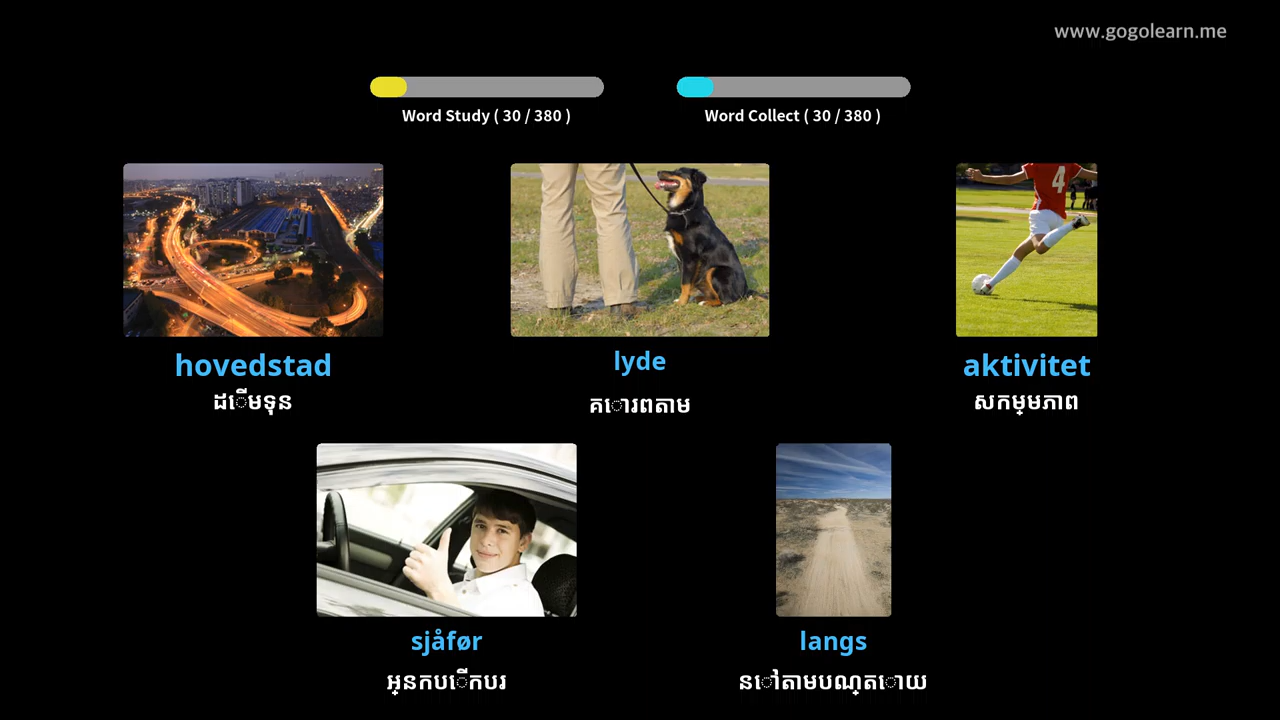 www.gogolearn.me
Word Study ( 30 / 380 )
Word Collect ( 30 / 380 )
hovedstad
ដើមទុន
lyde
គោរពតាម
aktivitet
សកម្មភាព
4
sjåfør
អ្នកបើកបរ
langs
នៅតាមបណ្តោយ